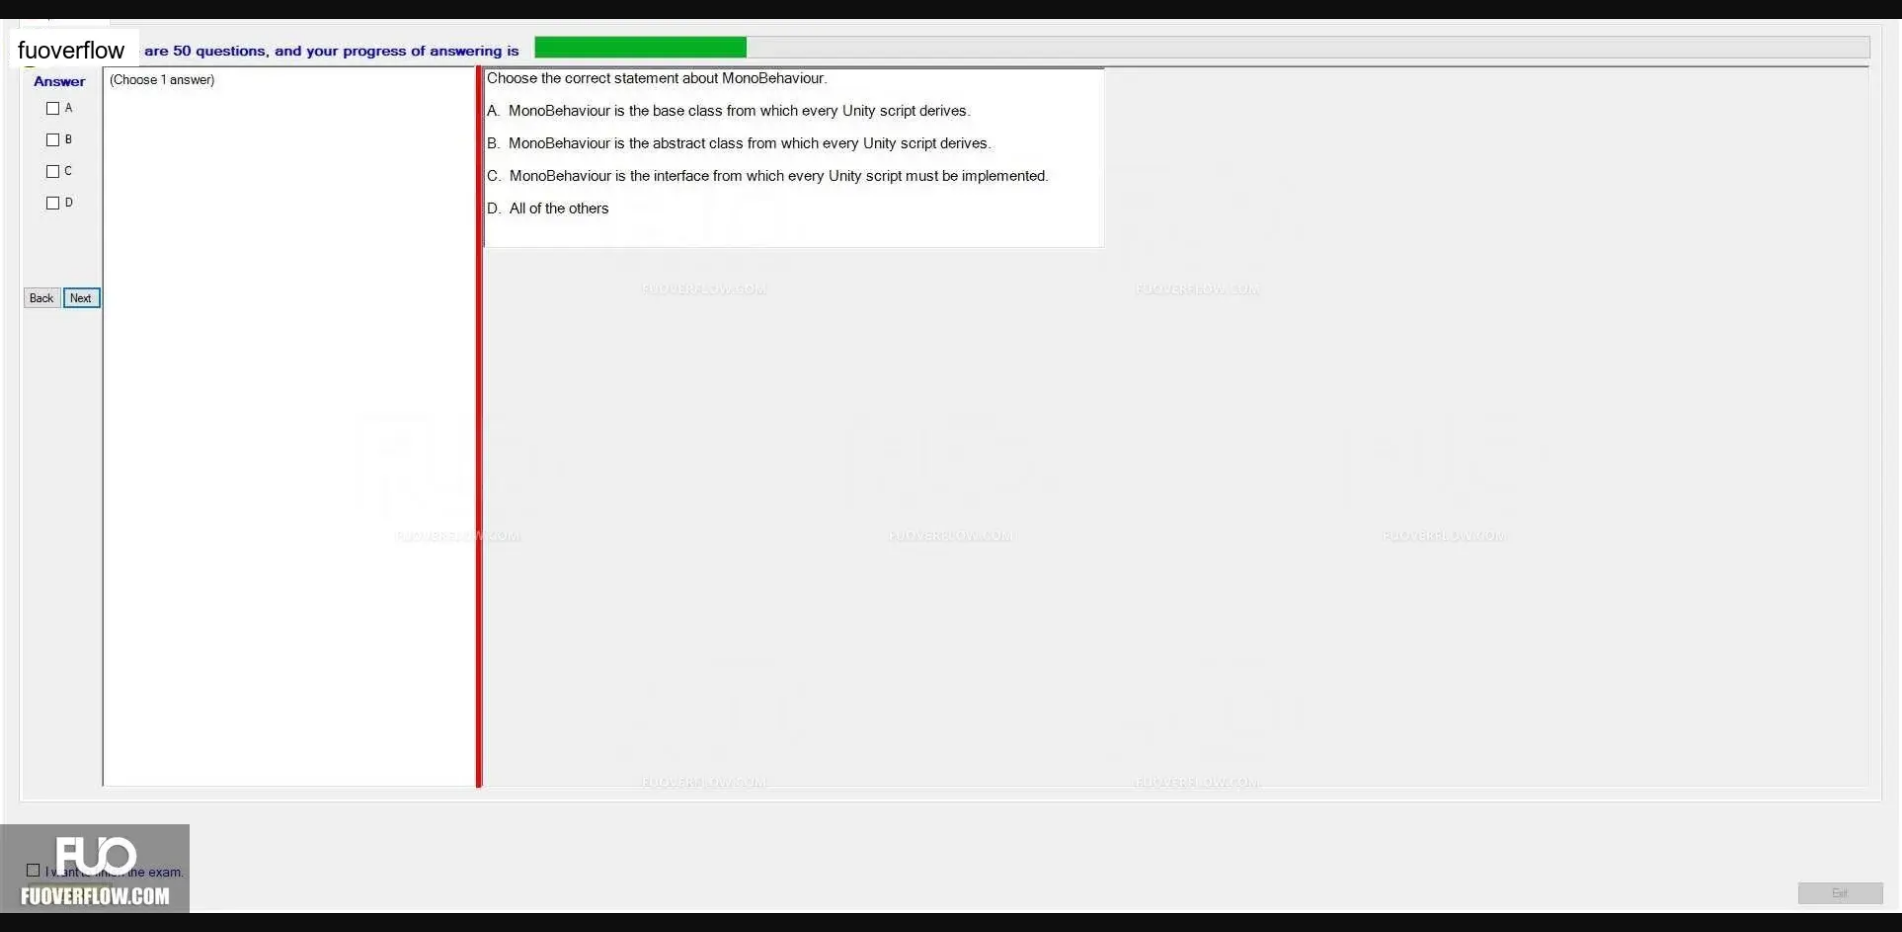 fuoverflow are 50 questions, and your progress of answering is
Answer
(Choose 1 answer)
A
B
C
D
Back Next
Choose the correct statement about MonoBehaviour.
A. MonoBehaviour is the base class from which every Unity script derives.
B. MonoBehaviour is the abstract class from which every Unity script derives.
C. MonoBehaviour is the interface from which every Unity script must be implemented.
D. All of the others
FUOVERFLOW.COM FUOVERFLOW.COM
FUOVERFLOW.COM FUOVERFLOW.COM FUOVERFLOW.COM
FUOVERFLOW.COM FUOVERFLOW.COM
FUO
I want to finish the exam.
FUOVERFLOW.COM
Exit